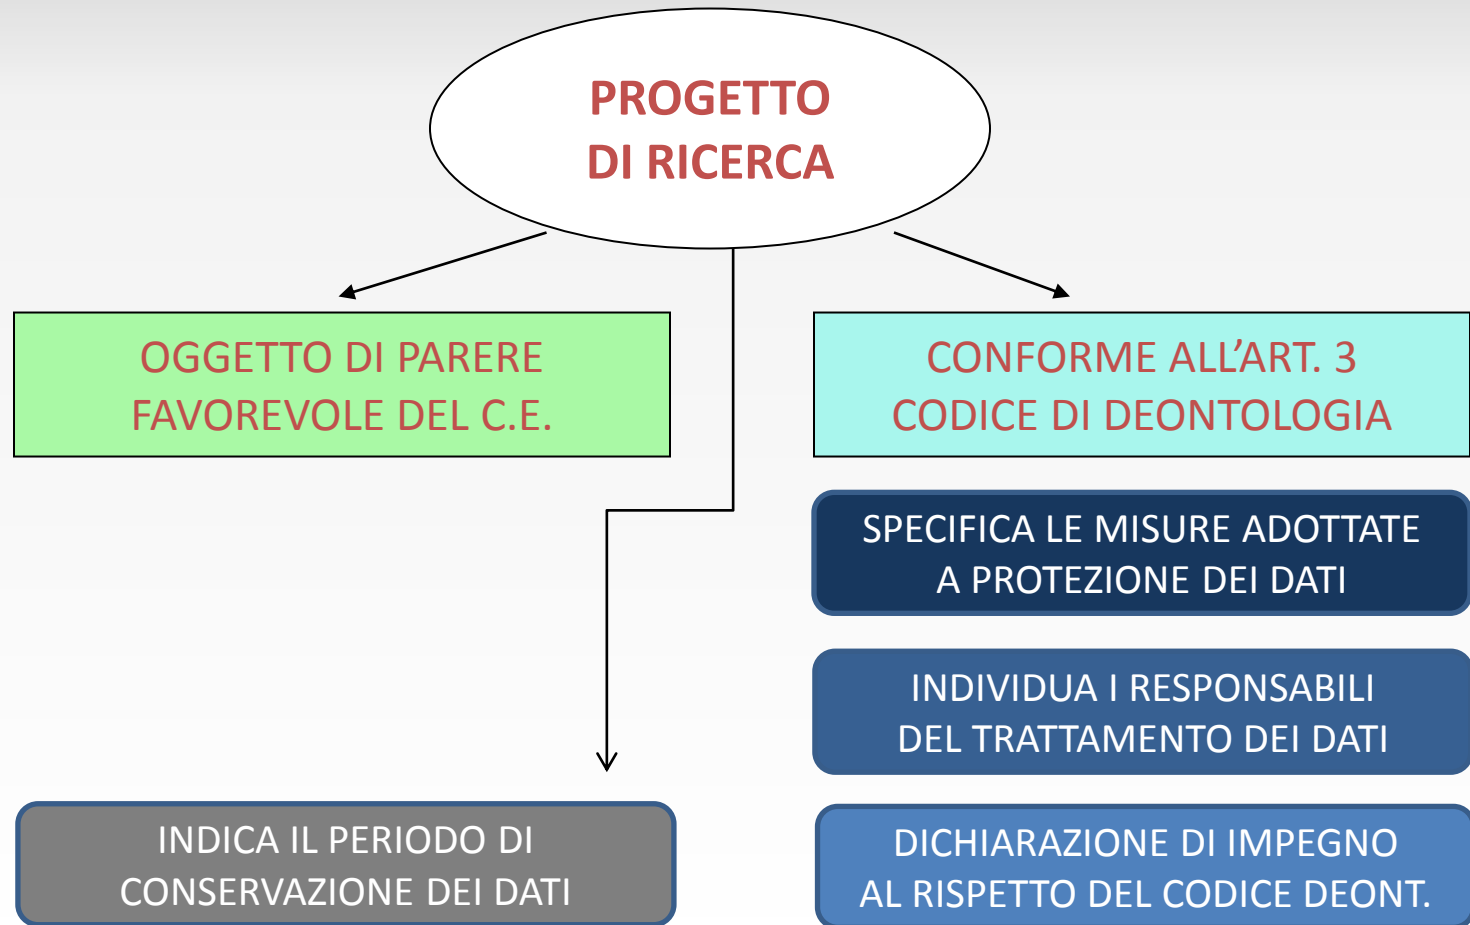 PROGETTO
DI RICERCA
OGGETTO DI PARERE
FAVOREVOLE DEL C.E.
CONFORME ALL’ART. 3
CODICE DI DEONTOLOGIA
SPECIFICA LE MISURE ADOTTATE
A PROTEZIONE DEI DATI
INDIVIDUA I RESPONSABILI
DEL TRATTAMENTO DEI DATI
INDICA IL PERIODO DI
CONSERVAZIONE DEI DATI
DICHIARAZIONE DI IMPEGNO
AL RISPETTO DEL CODICE DEONT.